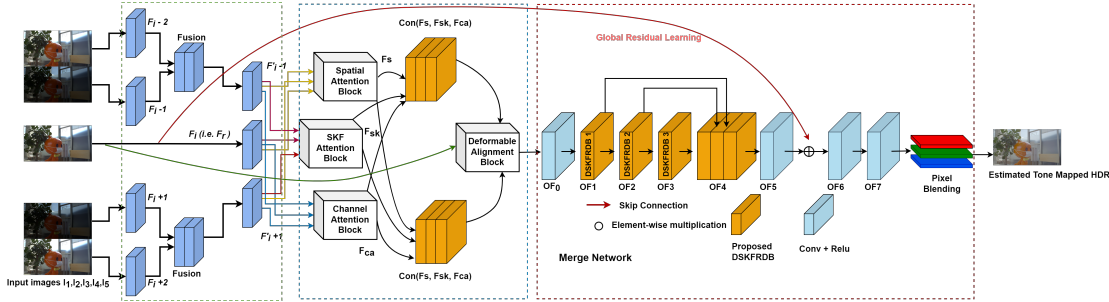 Con(Fs, Fsk, Fca)
Global Residual Learning
Fi - 2
Fusion
Fi -1
F'i -1
Spatial
Attention
Block
Fs
Fi (i.e. Fr )
SKF
Attention
Block
Fsk
Deformable
Alignment
Block
DSKFRDB 1
DSKFRDB 2
DSKFRDB 3
OF0
OF1
OF2
OF3
OF4
OF5
OF6
OF7
Pixel
Blending
Estimated Tone Mapped HDR
Skip Connection
Element-wise multiplication
Proposed
DSKFRDB
Conv + Relu
Merge Network
Fi +1
Channel
Attention
Block
F'i +1
Fca
Fusion
Fi +2
Con(Fs, Fsk, Fca)
Input images I1,I2,I3,I4,I5